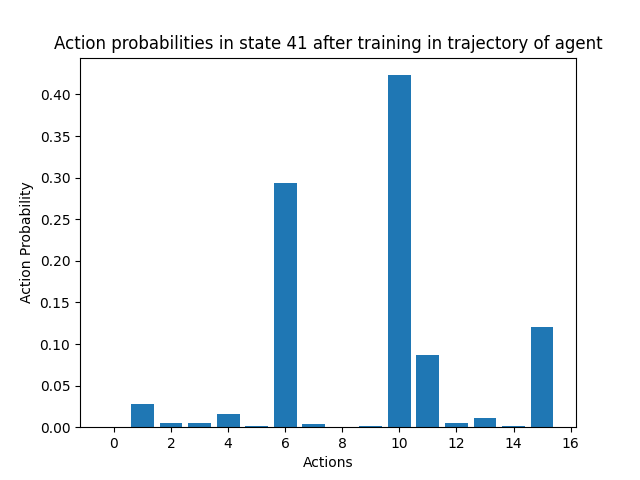 Action probabilities in state 41 after training in trajectory of agent
0.40
0.35
0.30
0.25
0.20
0.15
0.10
0.05
0.00
Action Probability
0 2 4 6 8 10 12 14 16
Actions